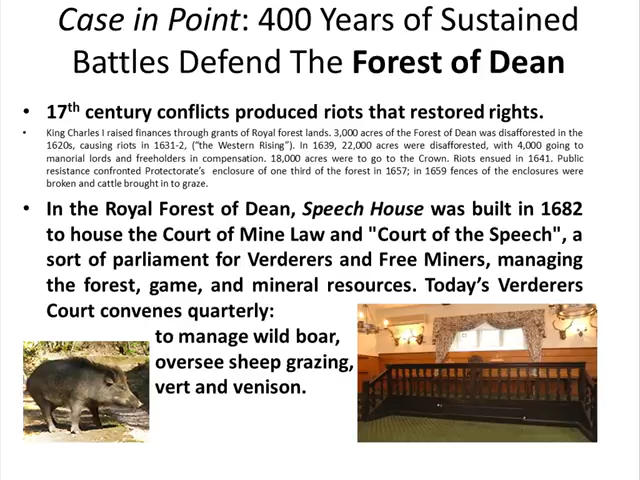 Case in Point: 400 Years of Sustained
Battles Defend The Forest of Dean
• 17th century conflicts produced riots that restored rights.
• King Charles I raised finances through grants of Royal forest lands. 3,000 acres of the Forest of Dean was disafforested in the
1620s, causing riots in 1631-2, ("the Western Rising"). In 1639, 22,000 acres were disafforested, with 4,000 going to
manorial lords and freeholders in compensation. 18,000 acres were to go to the Crown. Riots ensued in 1641. Public
resistance confronted Protectorate's enclosure of one third of the forest in 1657; in 1659 fences of the enclosures were
broken and cattle brought in to graze.
• In the Royal Forest of Dean, Speech House was built in 1682
to house the Court of Mine Law and "Court of the Speech", a
sort of parliament for Verderers and Free Miners, managing
the forest, game, and mineral resources. Today's Verderers
Court convenes quarterly:
to manage wild boar,
oversee sheep grazing,
vert and venison.